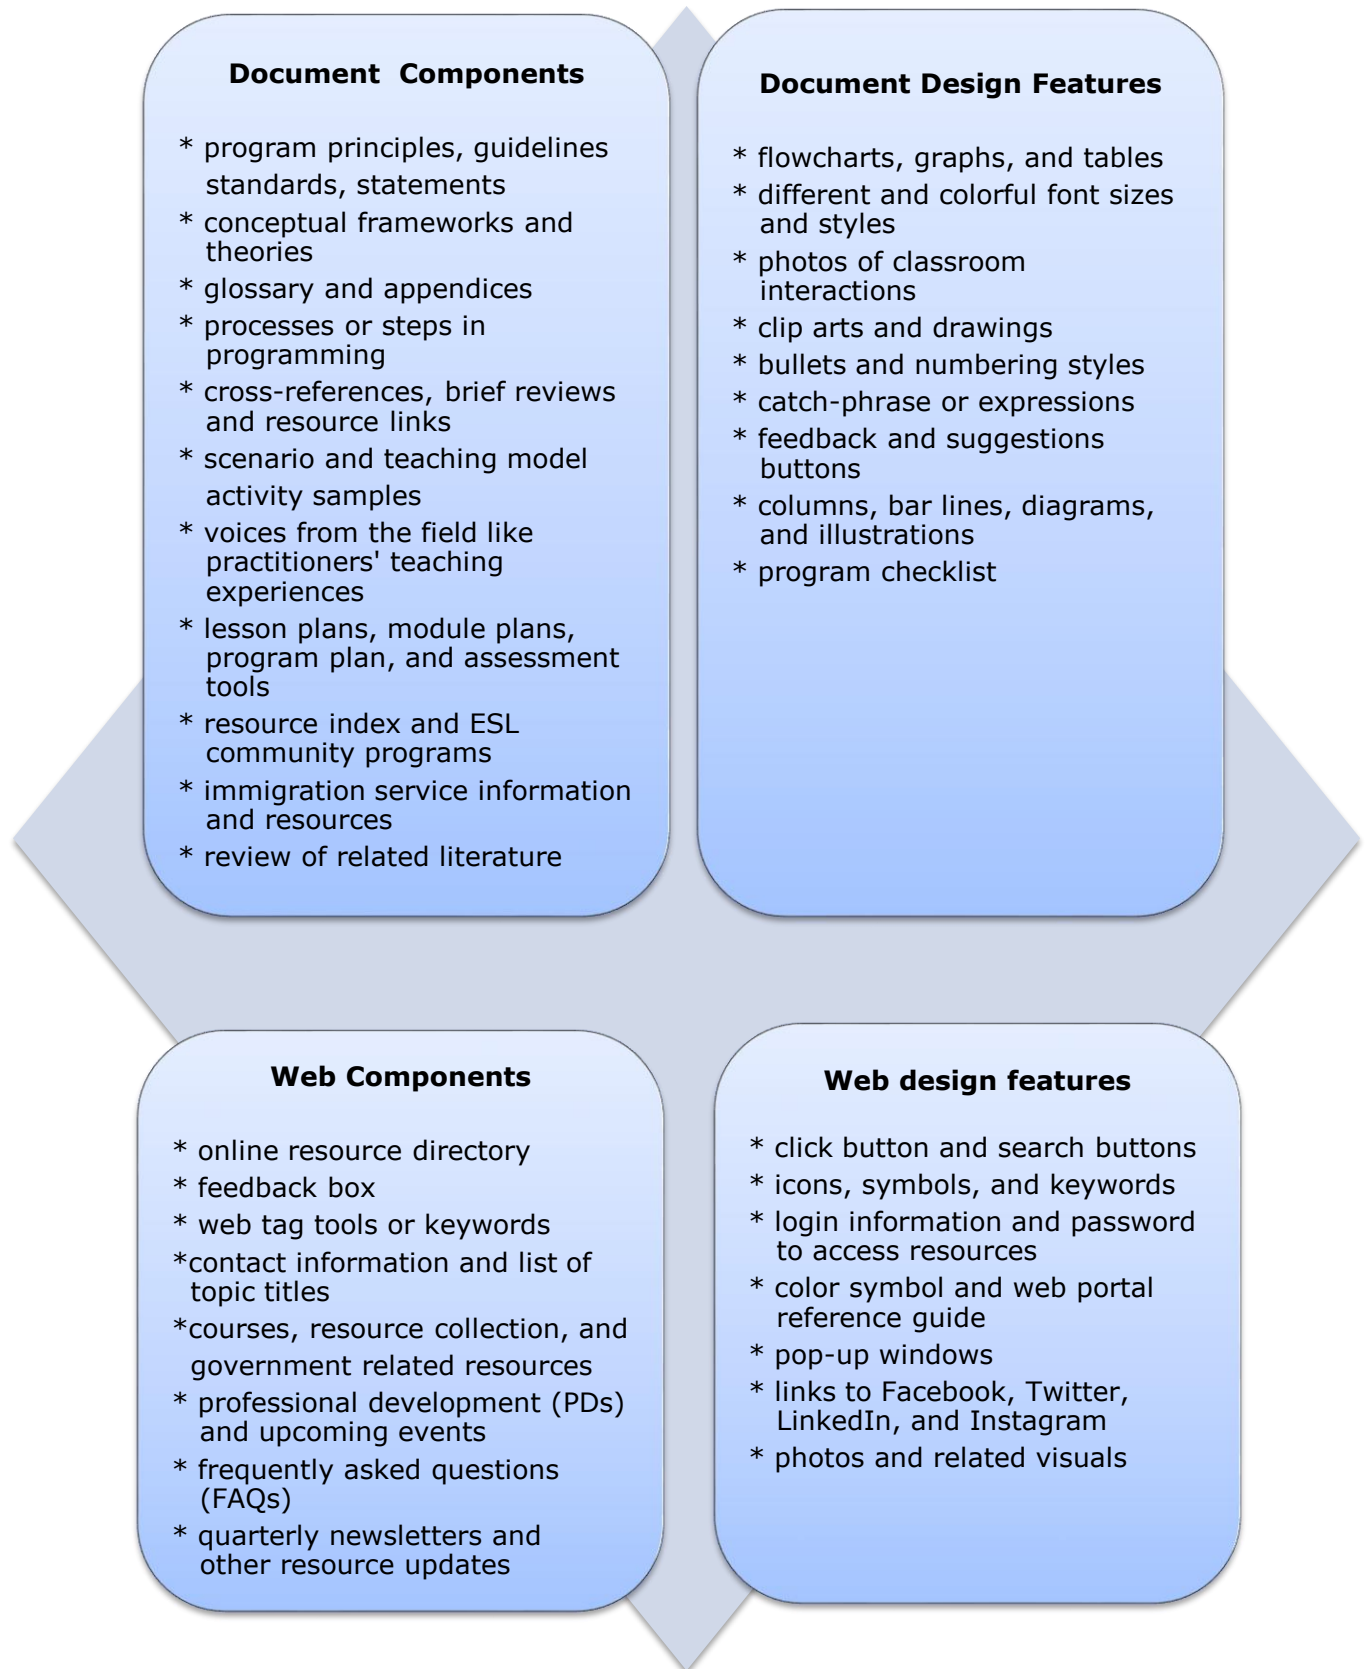 Document  Components
* program principles, guidelines
standards, statements
* conceptual frameworks and
theories
* glossary and appendices
* processes or steps in
programming
* cross-references, brief reviews
and resource links
* scenario and teaching model
activity samples
* voices from the field like
practitioners' teaching
experiences
* lesson plans, module plans,
program plan, and assessment
tools
* resource index and ESL
community programs
* immigration service information
and resources
* review of related literature
Document Design Features
* flowcharts, graphs, and tables
* different and colorful font sizes
and styles
* photos of classroom
interactions
* clip arts and drawings
* bullets and numbering styles
* catch-phrase or expressions
* feedback and suggestions
buttons
* columns, bar lines, diagrams,
and illustrations
* program checklist
Web Components
* online resource directory
* feedback box
* web tag tools or keywords
*contact information and list of
topic titles
*courses, resource collection, and
government related resources
* professional development (PDs)
and upcoming events
* frequently asked questions
(FAQs)
* quarterly newsletters and
other resource updates
Web design features
* click button and search buttons
* icons, symbols, and keywords
* login information and password
to access resources
* color symbol and web portal
reference guide
* pop-up windows
* links to Facebook, Twitter,
LinkedIn, and Instagram
* photos and related visuals